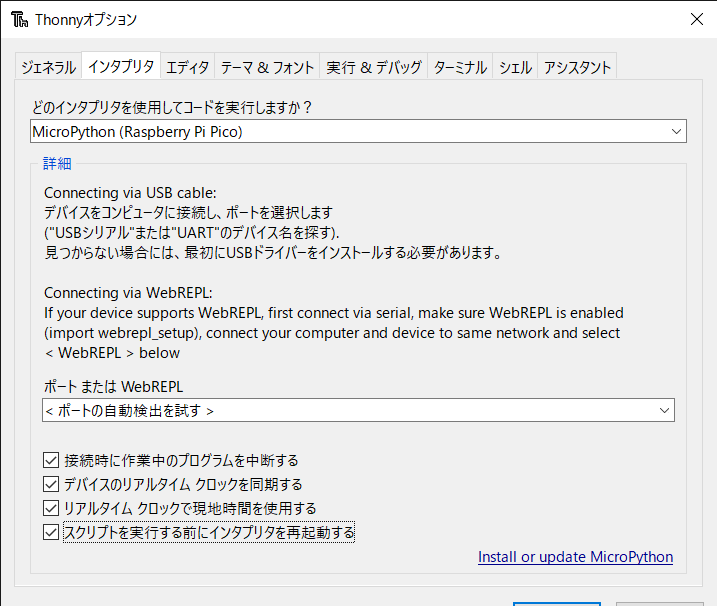 Thonnyオプション
ジェネラル インタプリタ エディタ テーマ & フォント 実行 & デバッグ ターミナル シェル アシスタント
どのインタプリタを使用してコードを実行しますか？
MicroPython (Raspberry Pi Pico)
詳細
Connecting via USB cable:
デバイスをコンピュータに接続し、ポートを選択します
("USBシリアル"または"UART"のデバイス名を探す).
見つからない場合には、最初にUSBドライバーをインストールする必要があります。
Connecting via WebREPL:
If your device supports WebREPL, first connect via serial, make sure WebREPL is enabled
(import webrepl_setup), connect your computer and device to same network and select
< WebREPL > below
ポート または WebREPL
< ポートの自動検出を試す >
接続時に作業中のプログラムを中断する
デバイスのリアルタイム クロックを同期する
リアルタイム クロックで現地時間を使用する
スクリプトを実行する前にインタプリタを再起動する
Install or update MicroPython